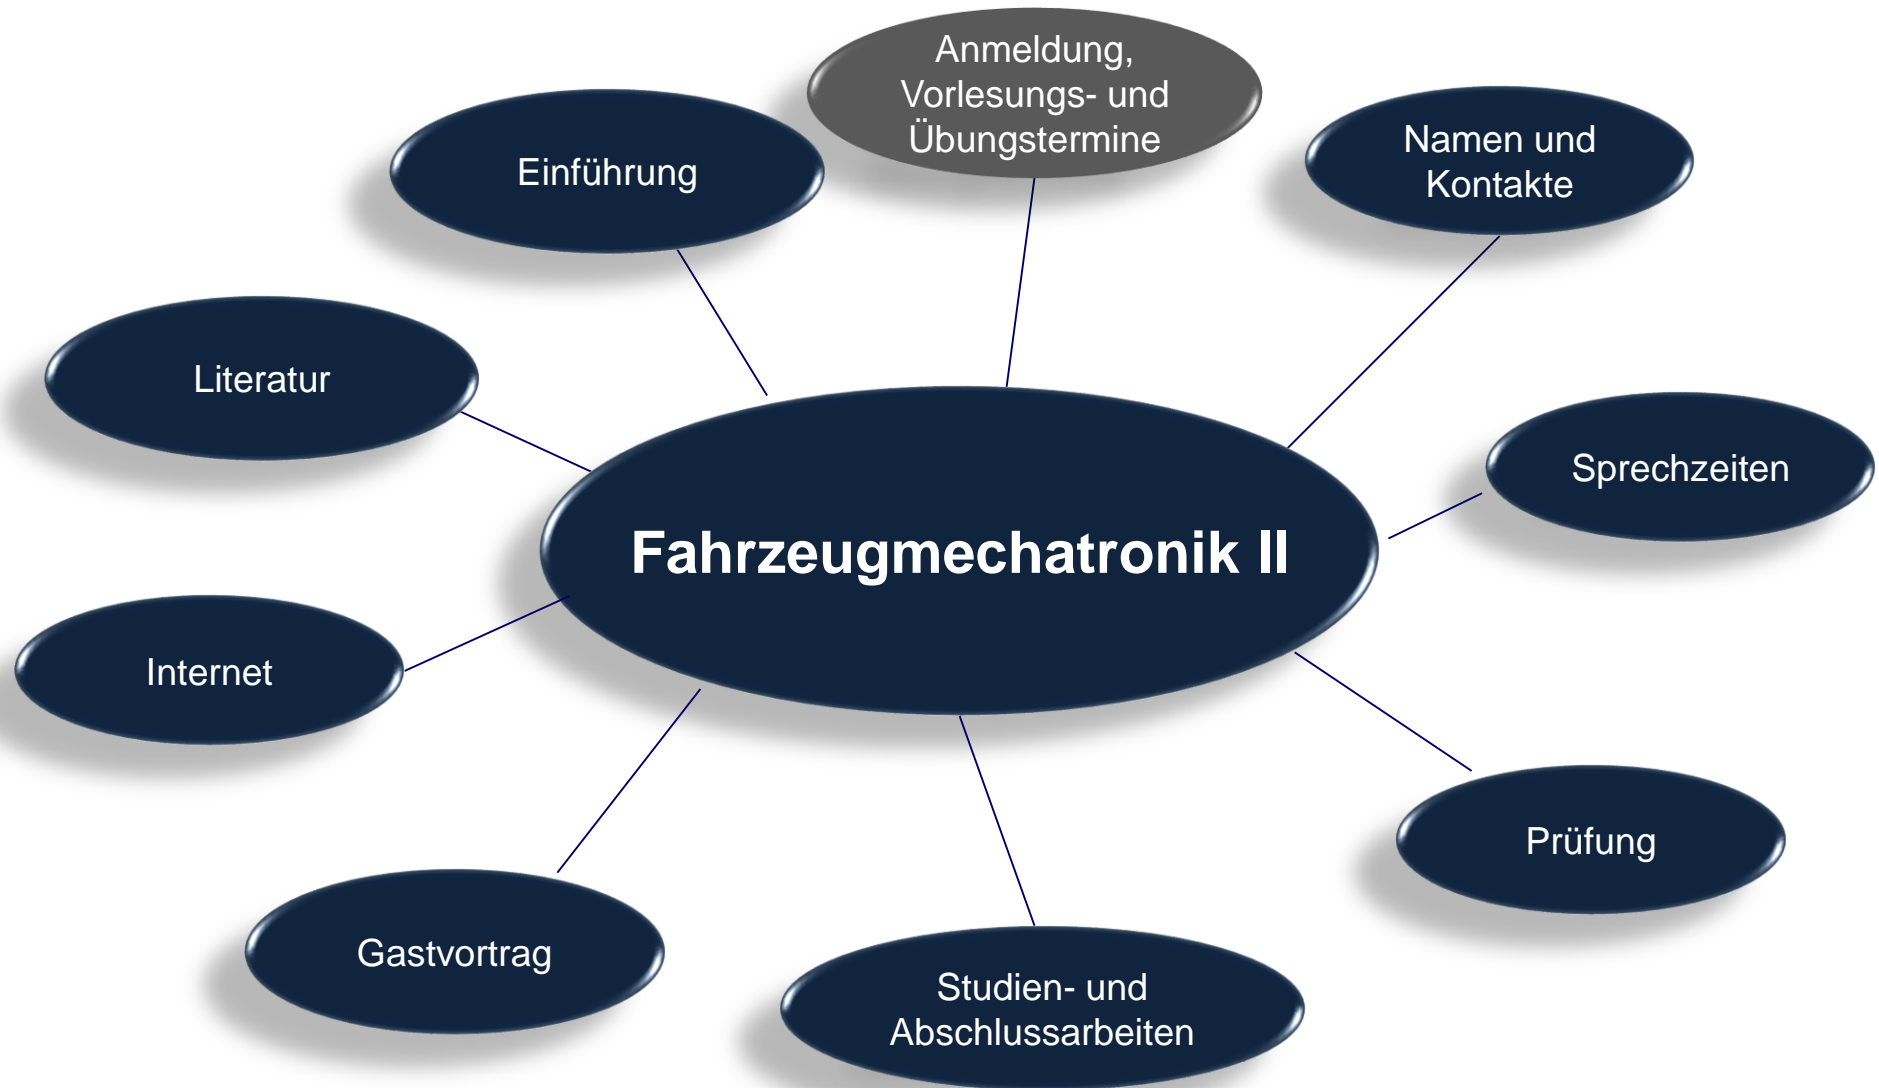 Anmeldung,
Vorlesungs- und
Übungstermine
Einführung
Namen und
Kontakte
Literatur
Sprechzeiten
Fahrzeugmechatronik II
Internet
Prüfung
Gastvortrag
Studien- und
Abschlussarbeiten